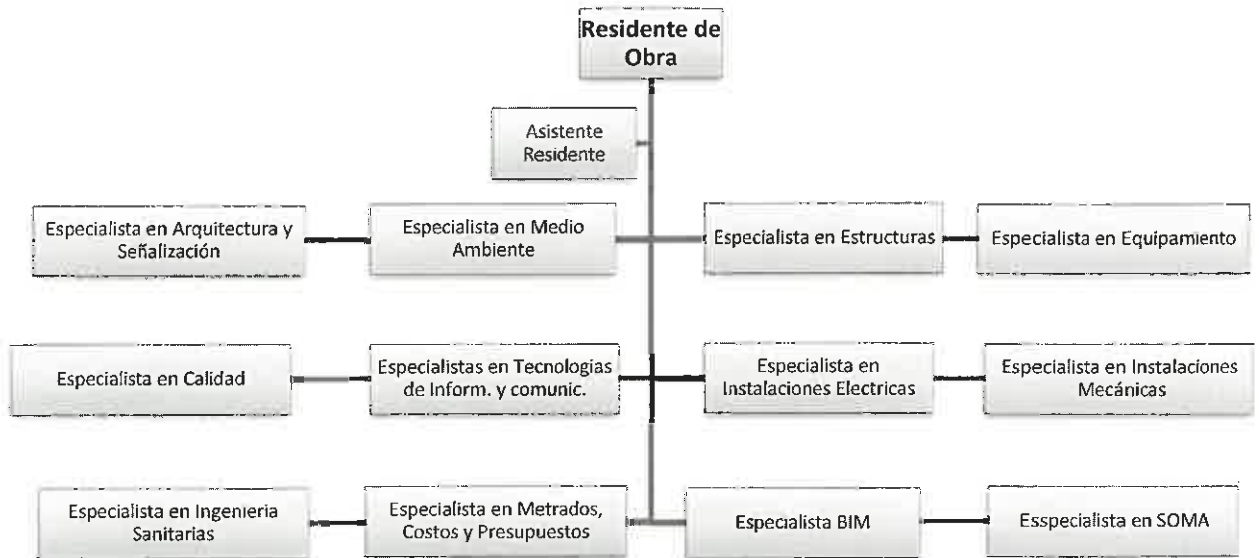 Residente de
Obra
Asistente
Residente
Especialista en Arquitectura y
Señalización
Especialista en Medio
Ambiente
Especialista en Estructuras
Especialista en Equipamiento
Especialista en Calidad
Especialistas en Tecnologias
de Inform. y comunic.
Especialista en
Instalaciones Electricas
Especialista en Instalaciones
Mecánicas
Especialista en Ingenieria
Sanitarias
Especialista en Metrados,
Costos y Presupuestos
Especialista BIM
Esspecialista en SOMA